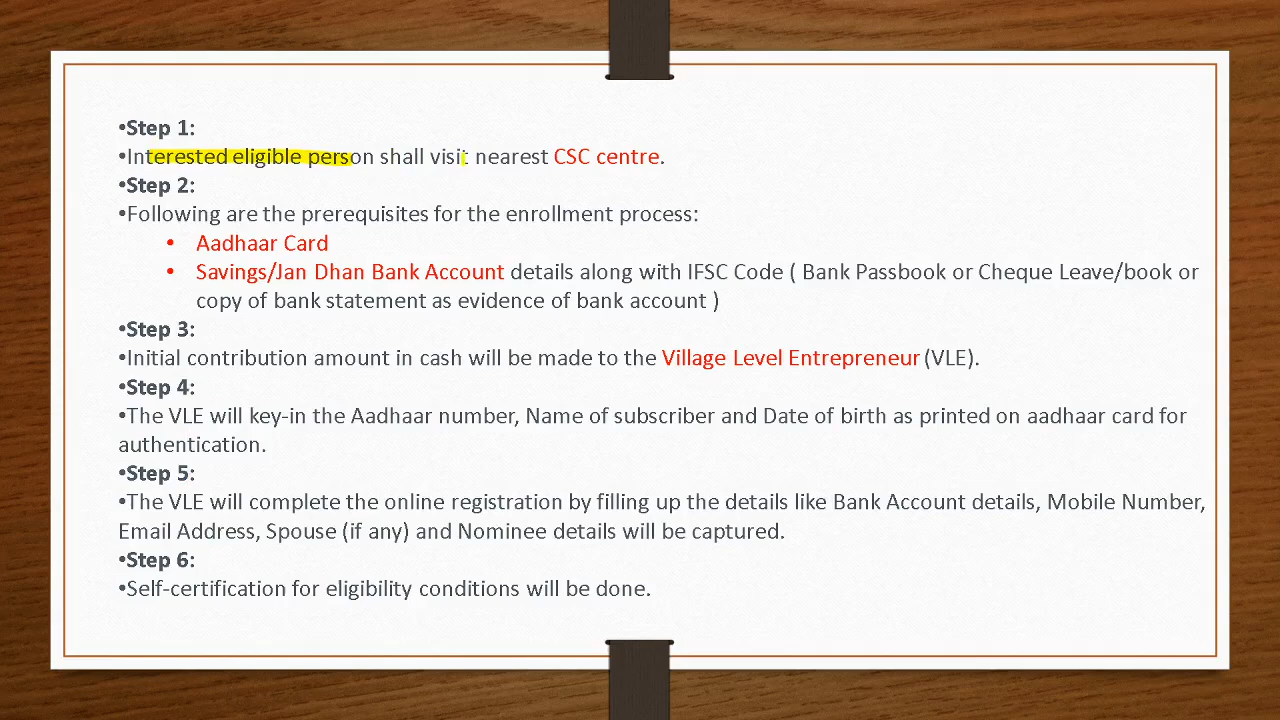 •Step 1:
•Interested eligible person shall visit nearest CSC centre.
•Step 2:
•Following are the prerequisites for the enrollment process:
• Aadhaar Card
• Savings/Jan Dhan Bank Account details along with IFSC Code ( Bank Passbook or Cheque Leave/book or
copy of bank statement as evidence of bank account )
•Step 3:
•Initial contribution amount in cash will be made to the Village Level Entrepreneur (VLE).
•Step 4:
•The VLE will key-in the Aadhaar number, Name of subscriber and Date of birth as printed on aadhaar card for
authentication.
•Step 5:
•The VLE will complete the online registration by filling up the details like Bank Account details, Mobile Number,
Email Address, Spouse (if any) and Nominee details will be captured.
•Step 6:
•Self-certification for eligibility conditions will be done.